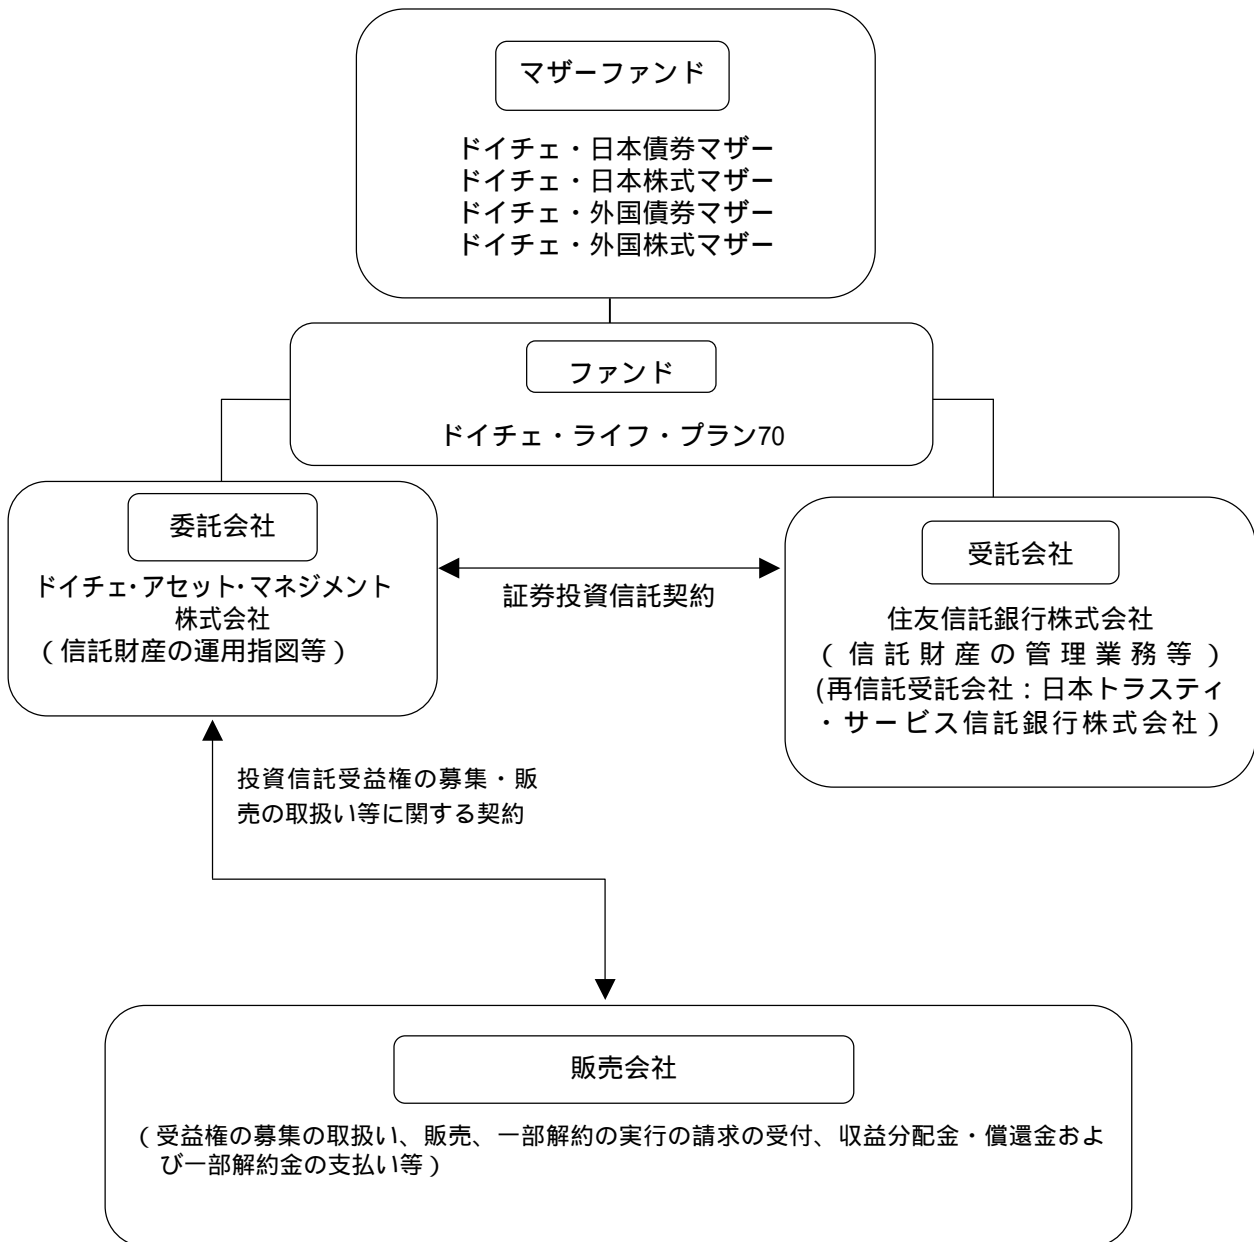 マザーファンド
ドイチェ・日本債券マザー
ドイチェ・日本株式マザー
ドイチェ・外国債券マザー
ドイチェ・外国株式マザー
ファンド
ドイチェ・ライフ・プラン70
委託会社
ドイチェ・アセット・マネジメント
株式会社
(信託財産の運用指図等)
証券投資信託契約
受託会社
住友信託銀行株式会社
(信託財産の管理業務等)
(再信託受託会社:日本トラスティ
・サービス信託銀行株式会社)
投資信託受益権の募集・販
売の取扱い等に関する契約
販売会社
(受益権の募集の取扱い、販売、一部解約の実行の請求の受付、収益分配金・償還金およ
び一部解約金の支払い等)